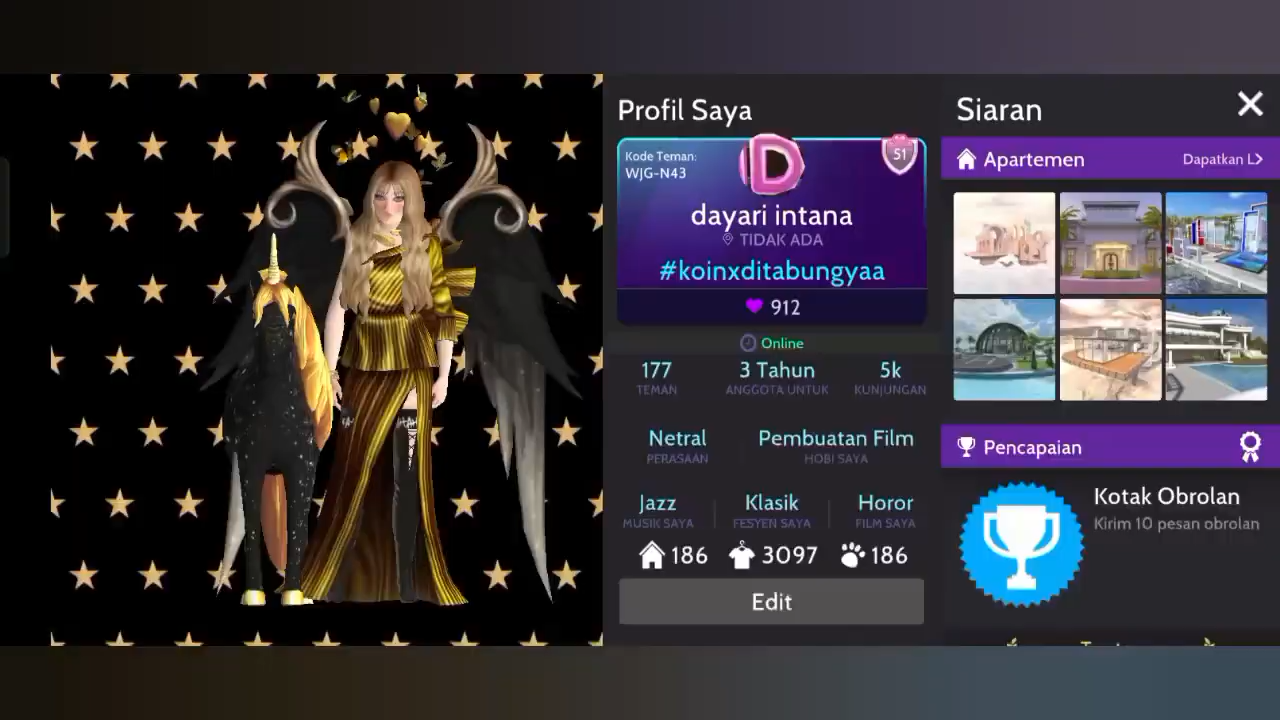 Profil Saya
Kode Teman:
WJG-N43
D
51
dayari intana
TIDAK ADA
#koinxditabungyaa
912
Online
177
TEMAN
3 Tahun
ANGGOTA UNTUK
5k
KUNJUNGAN
Netral
PERASAAN
Pembuatan Film
HOBI SAYA
Jazz
MUSIK SAYA
Klasik
FESYEN SAYA
Horor
FILM SAYA
186
3097
186
Edit
Siaran
Apartemen
Dapatkan L
Pencapaian
Kotak Obrolan
Kirim 10 pesan obrolan